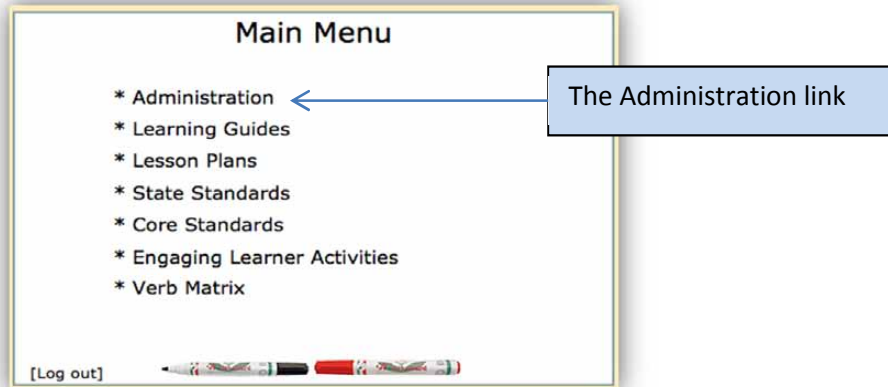 Main Menu
* Administration
The Administration link
* Learning Guides
* Lesson Plans
* State Standards
* Core Standards
* Engaging Learner Activities
* Verb Matrix
[Log out]